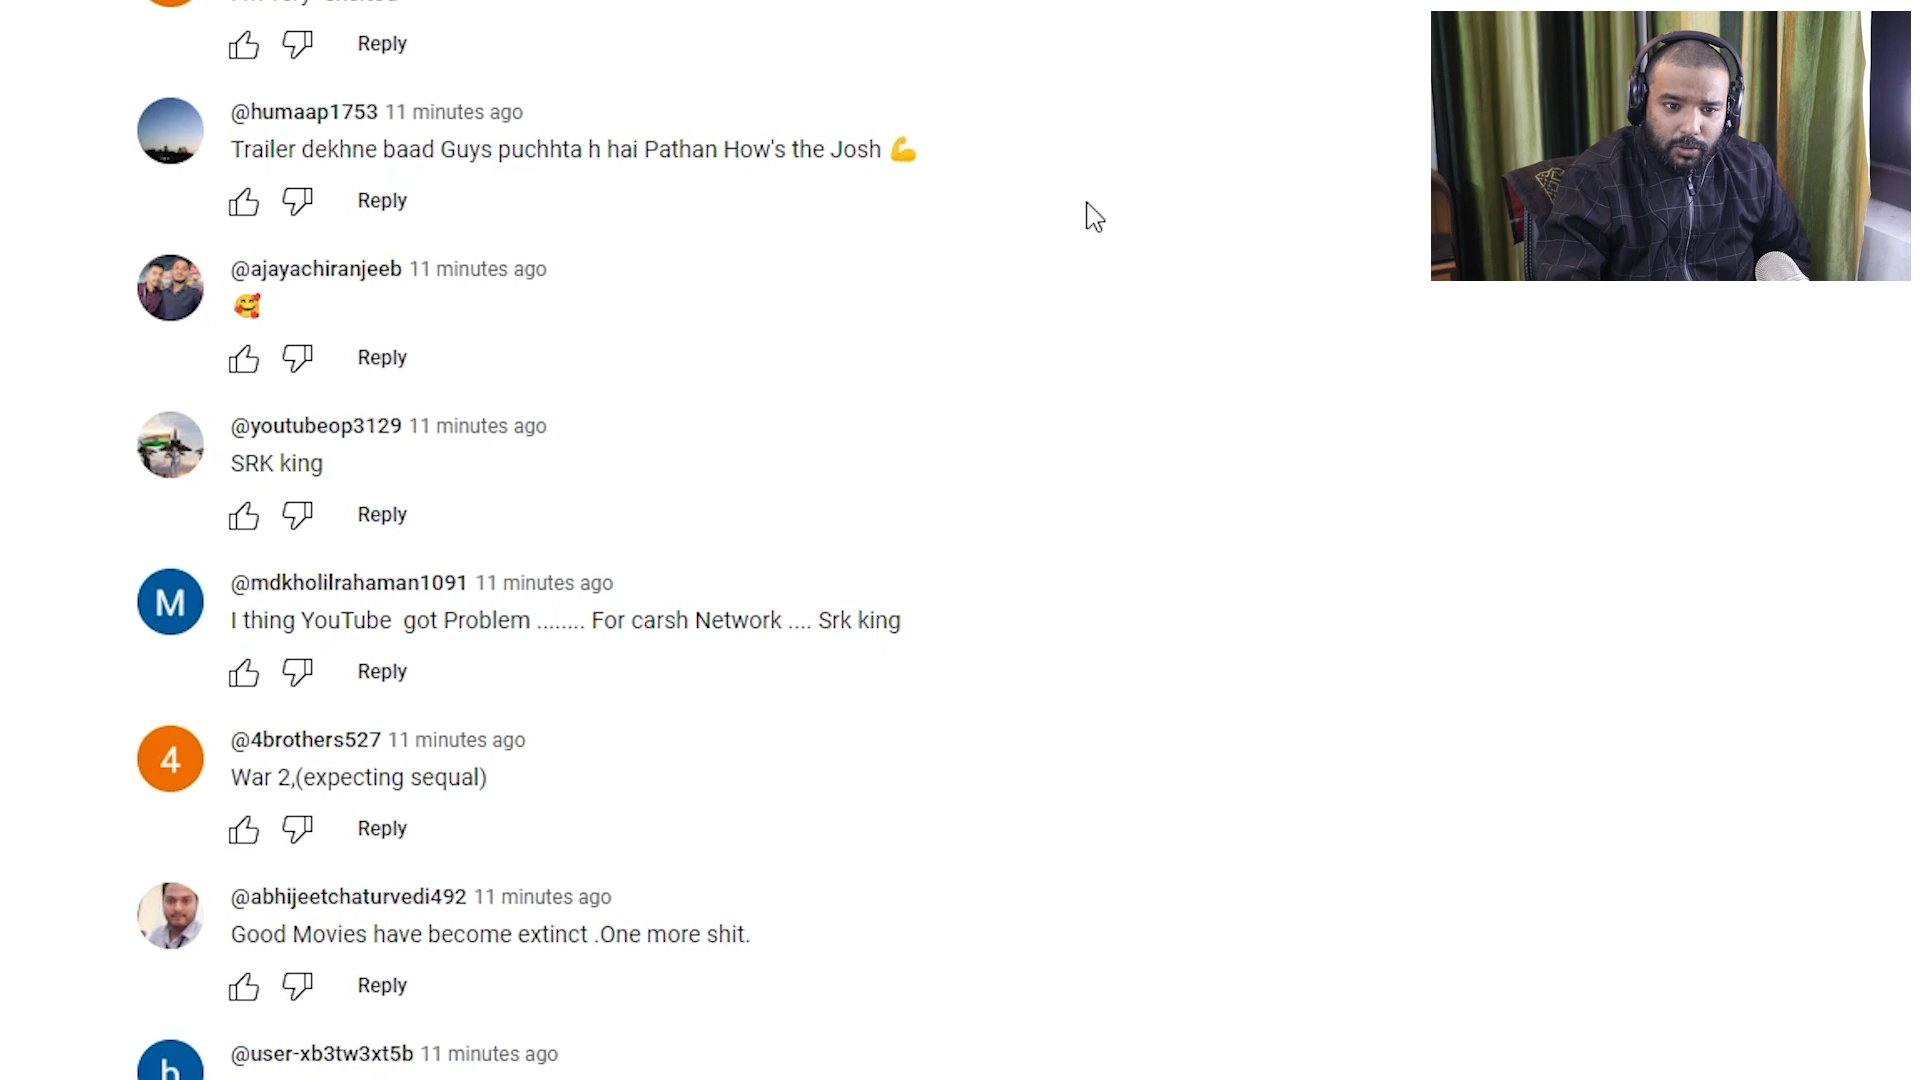 Reply
@humaap1753 11 minutes ago
Trailer dekhne baad Guys puchhta h hai Pathan How's the Josh 💪
Reply
@ajayachiranjeeb 11 minutes ago
🥰
Reply
@youtubeop3129 11 minutes ago
SRK king
Reply
M
@mdkholilrahaman1091 11 minutes ago
I thing YouTube  got Problem ........ For carsh Network .... Srk king
Reply
4
@4brothers527 11 minutes ago
War 2,(expecting sequal)
Reply
@abhijeetchaturvedi492 11 minutes ago
Good Movies have become extinct .One more shit.
Reply
h
@user-xb3tw3xt5b 11 minutes ago